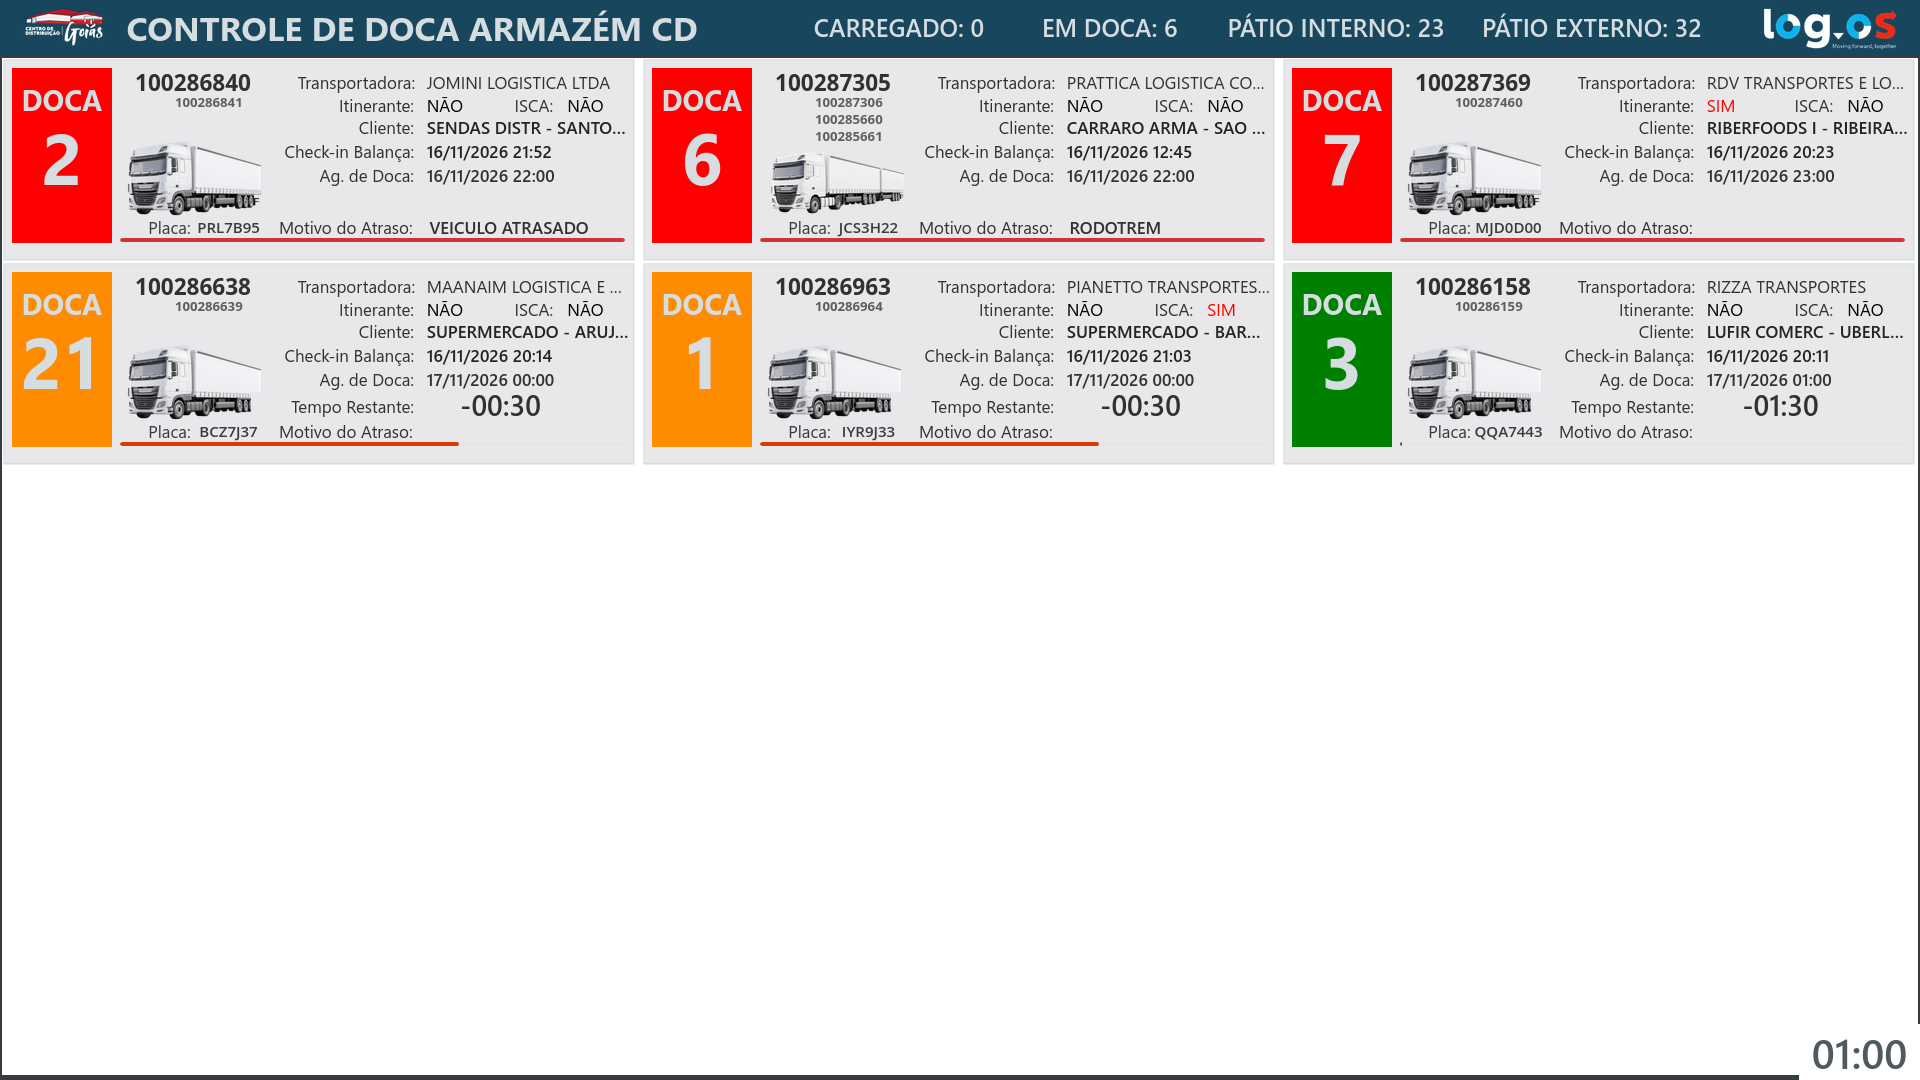 CENTRO DE DISTRIBUIÇÃO Goiás
CONTROLE DE DOCA ARMAZÉM CD
CARREGADO: 0
EM DOCA: 6
PÁTIO INTERNO: 23
PÁTIO EXTERNO: 32
log.os
Moving forward, together
DOCA
2
100286840
100286841
Transportadora: JOMINI LOGISTICA LTDA
Itinerante: NÃO ISCA: NÃO
Cliente: SENDAS DISTR - SANTO...
Check-in Balança: 16/11/2026 21:52
Ag. de Doca: 16/11/2026 22:00
Placa: PRL7B95 Motivo do Atraso: VEICULO ATRASADO
DOCA
6
100287305
100287306
100285660
100285661
Transportadora: PRATTICA LOGISTICA CO...
Itinerante: NÃO ISCA: NÃO
Cliente: CARRARO ARMA - SAO ...
Check-in Balança: 16/11/2026 12:45
Ag. de Doca: 16/11/2026 22:00
Placa: JCS3H22 Motivo do Atraso: RODOTREM
DOCA
7
100287369
100287460
Transportadora: RDV TRANSPORTES E LO...
Itinerante: SIM ISCA: NÃO
Cliente: RIBERFOODS I - RIBEIRA...
Check-in Balança: 16/11/2026 20:23
Ag. de Doca: 16/11/2026 23:00
Placa: MJD0D00 Motivo do Atraso:
DOCA
21
100286638
100286639
Transportadora: MAANAIM LOGISTICA E ...
Itinerante: NÃO ISCA: NÃO
Cliente: SUPERMERCADO - ARUJ...
Check-in Balança: 16/11/2026 20:14
Ag. de Doca: 17/11/2026 00:00
Tempo Restante: -00:30
Placa: BCZ7J37 Motivo do Atraso:
DOCA
1
100286963
100286964
Transportadora: PIANETTO TRANSPORTES...
Itinerante: NÃO ISCA: SIM
Cliente: SUPERMERCADO - BAR...
Check-in Balança: 16/11/2026 21:03
Ag. de Doca: 17/11/2026 00:00
Tempo Restante: -00:30
Placa: IYR9J33 Motivo do Atraso:
DOCA
3
100286158
100286159
Transportadora: RIZZA TRANSPORTES
Itinerante: NÃO ISCA: NÃO
Cliente: LUFIR COMERC - UBERL...
Check-in Balança: 16/11/2026 20:11
Ag. de Doca: 17/11/2026 01:00
Tempo Restante: -01:30
Placa: QQA7443 Motivo do Atraso:
01:00